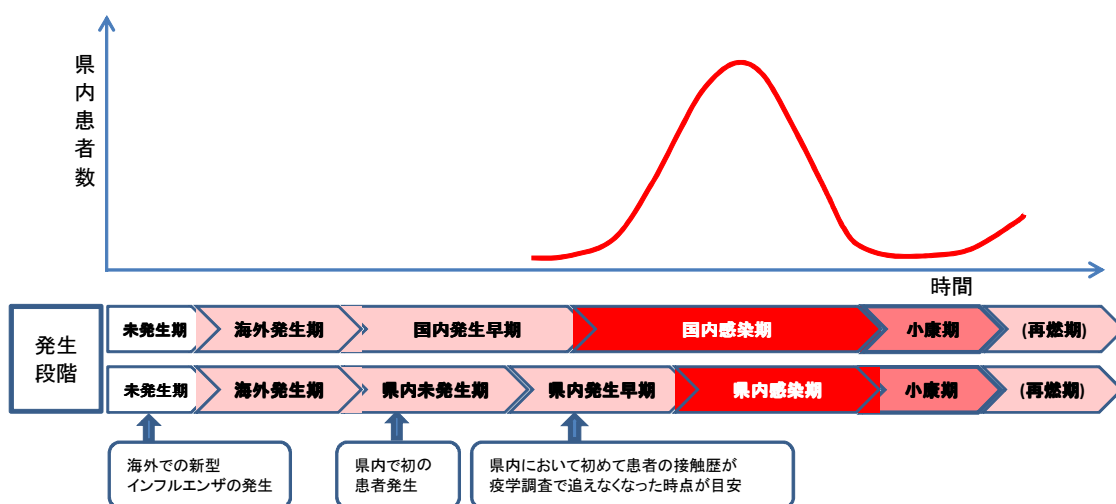 県内患者数
時間
発生
段階
未発生期
海外発生期
国内発生早期
国内感染期
小康期
(再燃期)
未発生期
海外発生期
県内未発生期
県内発生早期
県内感染期
小康期
(再燃期)
海外での新型
インフルエンザの発生
県内で初の
患者発生
県内において初めて患者の接触歴が
疫学調査で追えなくなった時点が目安